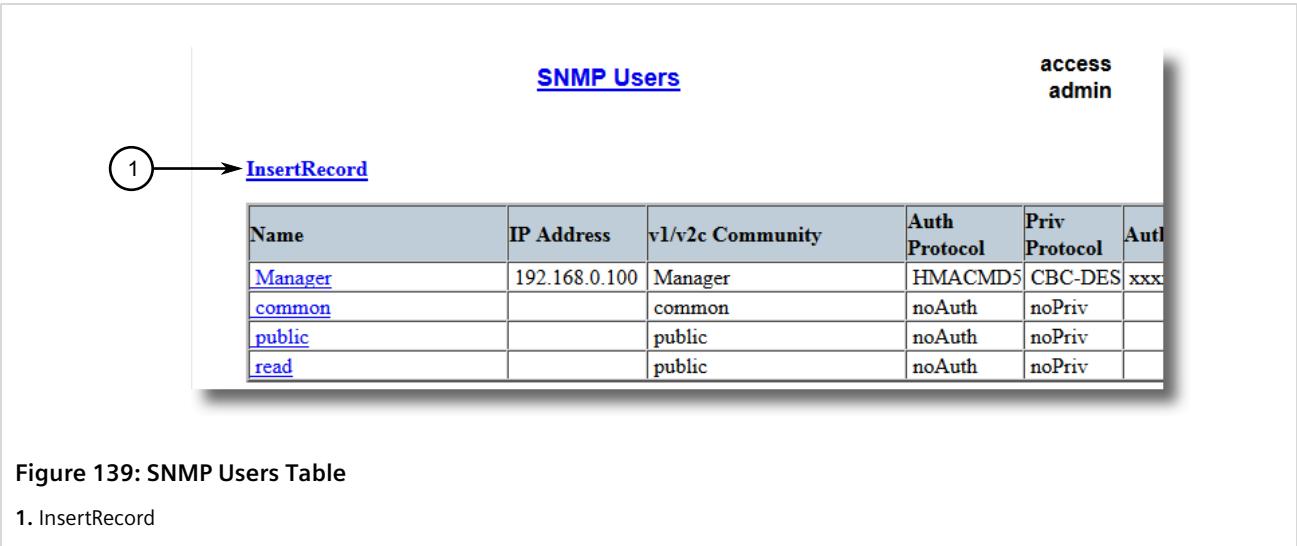 SNMP Users
access
admin
1
InsertRecord
Name IP Address v1/v2c Community Auth Protocol Priv Protocol
Manager 192.168.0.100 Manager HMACMD5 CBC-DES
common common noAuth noPriv
public public noAuth noPriv
read public noAuth noPriv
Figure 139: SNMP Users Table
1. InsertRecord